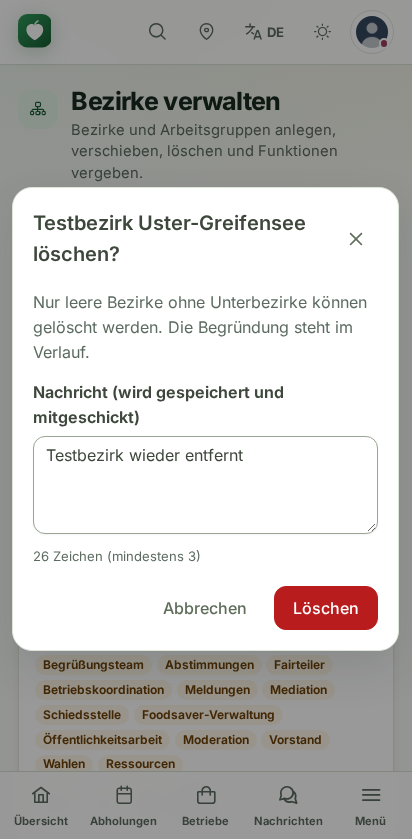 DE
Bezirke verwalten
Bezirke und Arbeitsgruppen anlegen,
verschieben, löschen und Funktionen
vergeben.
Testbezirk Uster-Greifensee
löschen?
Nur leere Bezirke ohne Unterbezirke können
gelöscht werden. Die Begründung steht im
Verlauf.
Nachricht (wird gespeichert und
mitgeschickt)
Testbezirk wieder entfernt
26 Zeichen (mindestens 3)
Abbrechen Löschen
Begrüßungsteam Abstimmungen Fairteiler
Betriebskoordination Meldungen Mediation
Schiedsstelle Foodsaver-Verwaltung
Öffentlichkeitsarbeit Moderation Vorstand
Wahlen Ressourcen
Übersicht Abholungen Betriebe Nachrichten Menü